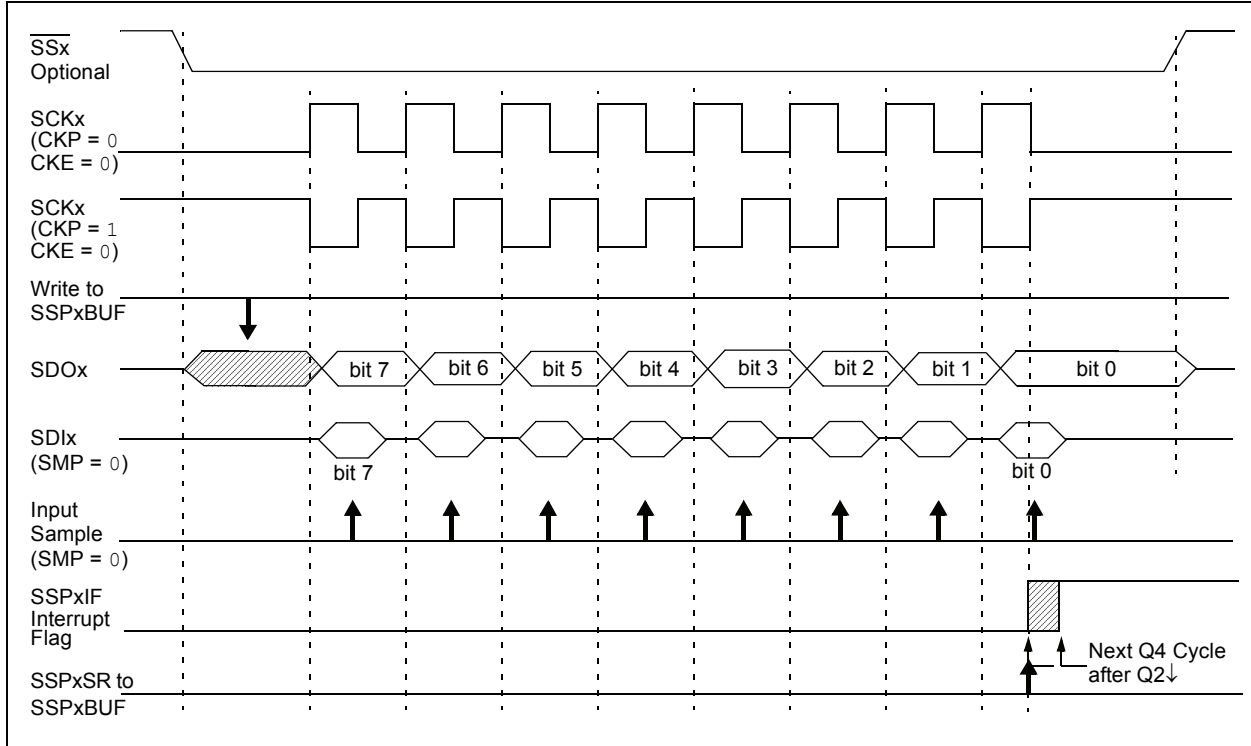 SSx
Optional
SCKx
(CKP = 0
CKE = 0)
SCKx
(CKP = 1
CKE = 0)
Write to
SSPxBUF
SDOx
bit 7
bit 6
bit 5
bit 4
bit 3
bit 2
bit 1
bit 0
SDIx
(SMP = 0)
bit 7
bit 0
Input
Sample
(SMP = 0)
SSPxIF
Interrupt
Flag
Next Q4 Cycle
after Q2↓
SSPxSR to
SSPxBUF